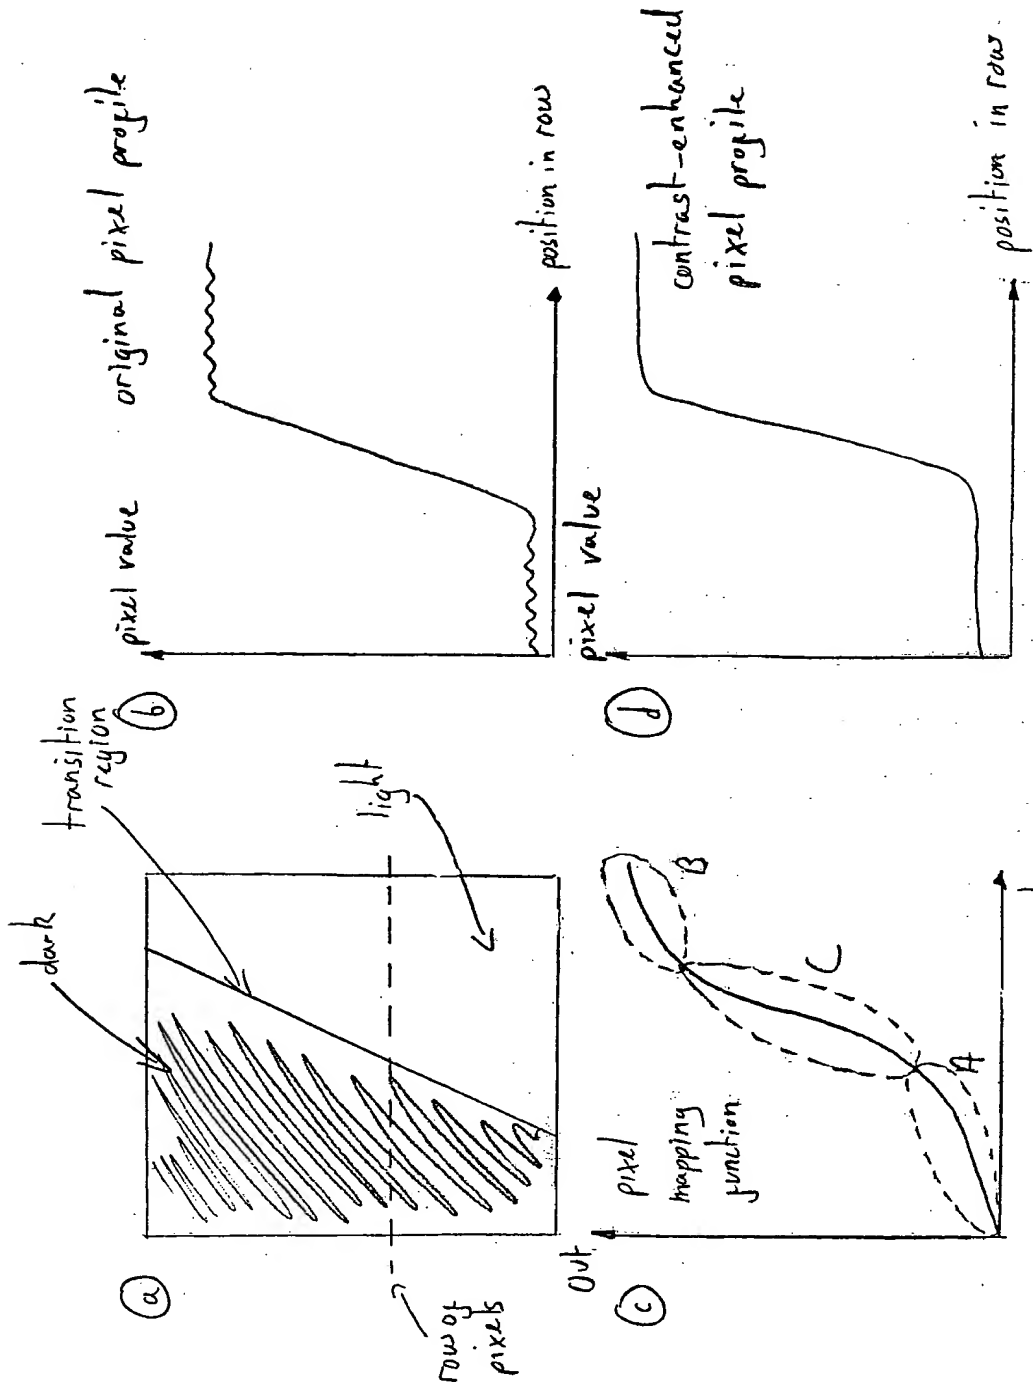 (a)
dark
transition
region
light
row of
pixels
(b)
pixel value
original pixel profile
position in row
(c)
Out
pixel
mapping
function
A
B
C
(d)
pixel value
contrast-enhanced
pixel profile
position in row.